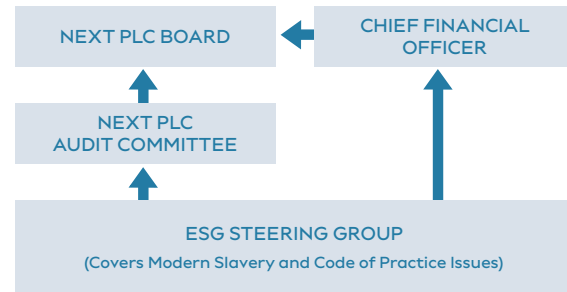 NEXT PLC BOARD
CHIEF FINANCIAL
OFFICER
NEXT PLC
AUDIT COMMITTEE
ESG STEERING GROUP
(Covers Modern Slavery and Code of Practice Issues)